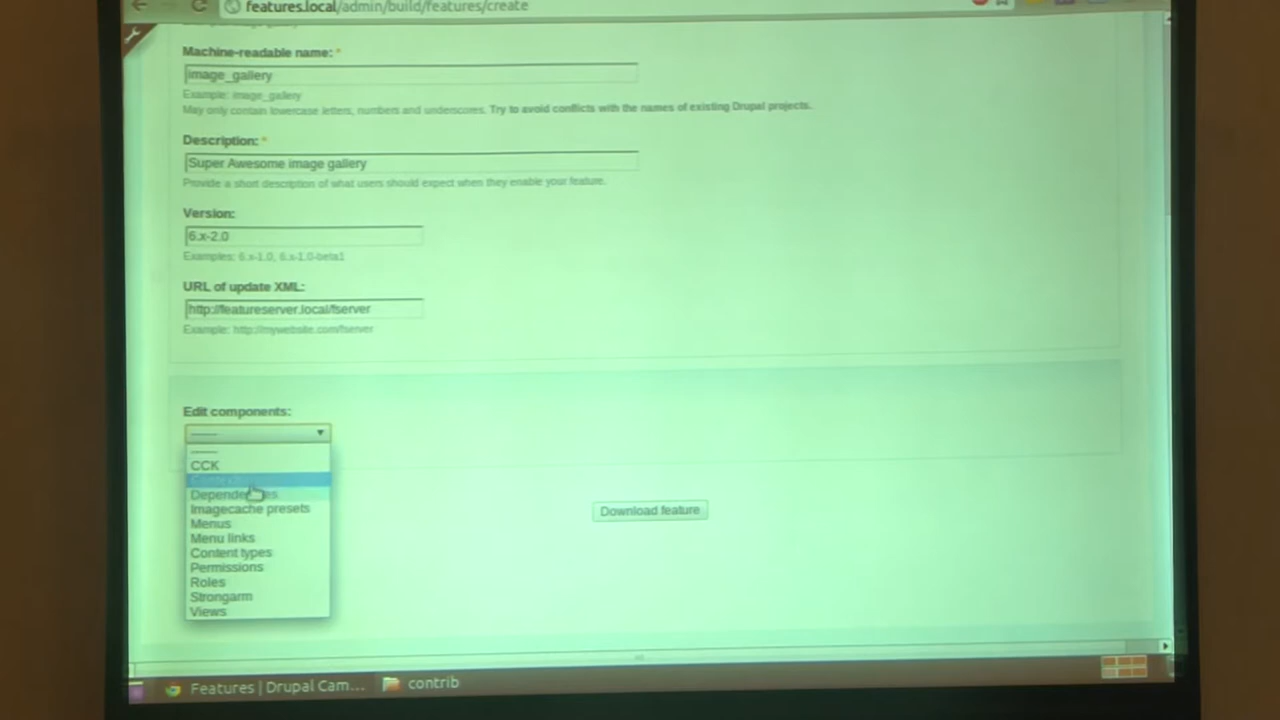 features.local/admin/build/features/create
Machine-readable name: *
image_gallery
Example: image_gallery
May only contain lowercase letters, numbers and underscores. Try to avoid conflicts with the names of existing Drupal projects.
Description: *
Super Awesome image gallery
Provide a short description of what users should expect when they enable your feature.
Version:
6.x-2.0
Examples: 6.x-1.0, 6.x-1.0-beta1
URL of update XML:
http://featureserver.local/fserver
Example: http://mywebsite.com/fserver
Edit components:
------
------
CCK
Imagecache presets
Menus
Menu links
Content types
Permissions
Roles
Strongarm
Views
Download feature
Features | Drupal Cam...
contrib